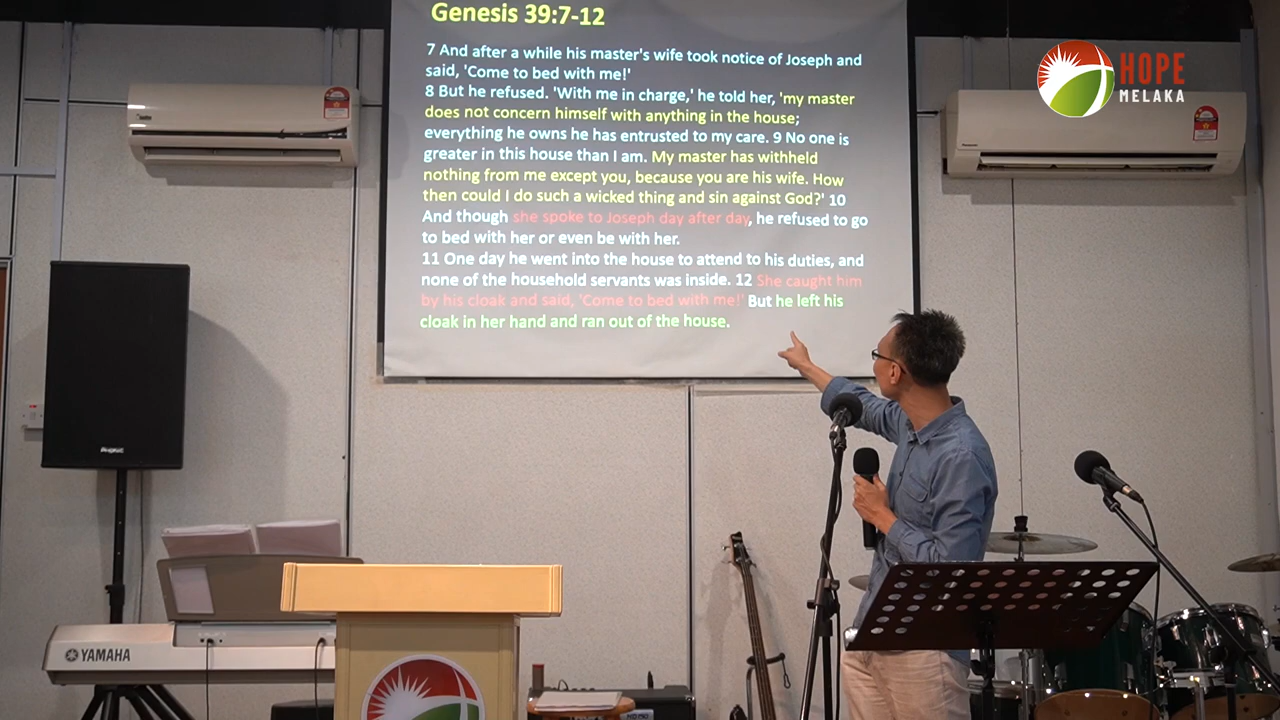 Genesis 39:7-12
7 And after a while his master's wife took notice of Joseph and
said, 'Come to bed with me!'
8 But he refused. 'With me in charge,' he told her, 'my master
does not concern himself with anything in the house;
everything he owns he has entrusted to my care. 9 No one is
greater in this house than I am. My master has withheld
nothing from me except you, because you are his wife. How
then could I do such a wicked thing and sin against God?' 10
And though she spoke to Joseph day after day, he refused to go
to bed with her or even be with her.
11 One day he went into the house to attend to his duties, and
none of the household servants was inside. 12 She caught him
by his cloak and said, 'Come to bed with me!' But he left his
cloak in her hand and ran out of the house.
HOPE
MELAKA
Panasonic
YAMAHA